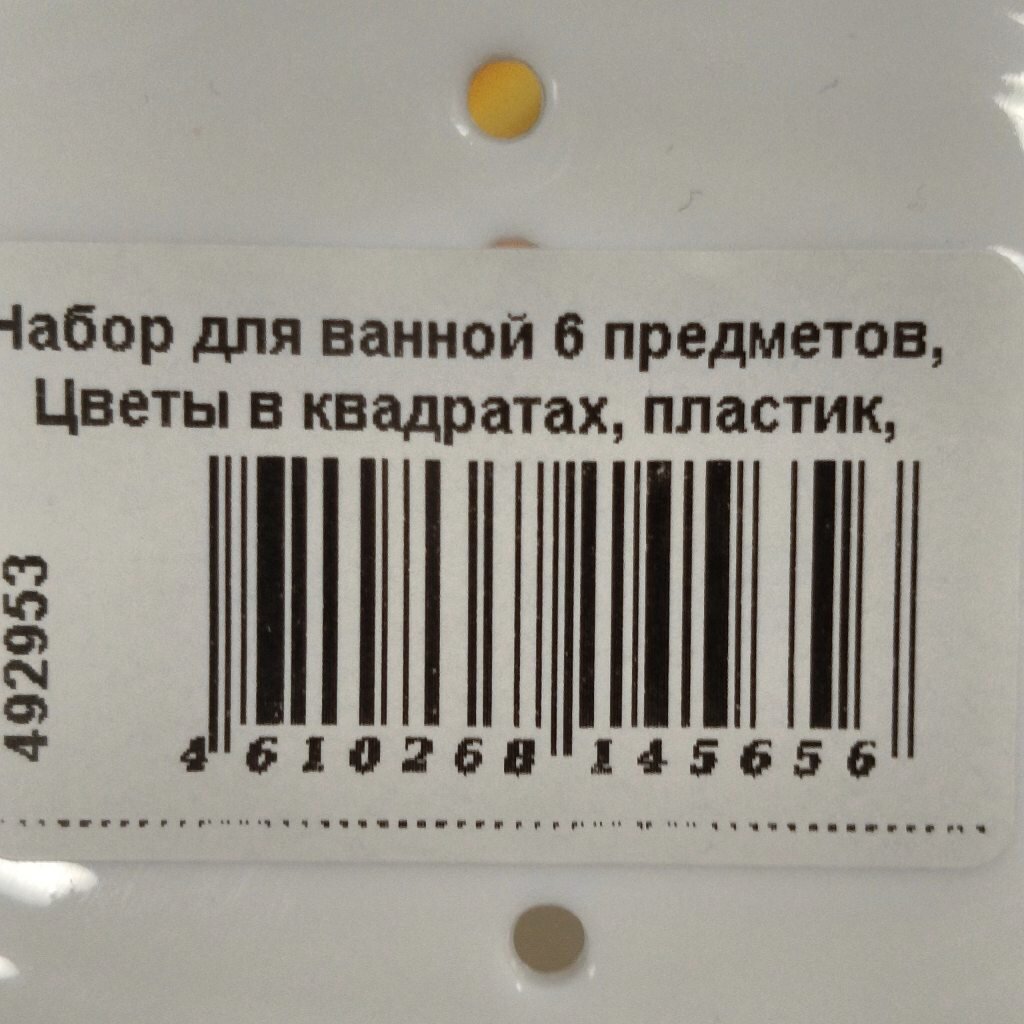 Набор для ванной 6 предметов,
Цветы в квадратах, пластик,
492953
4 610268 145656